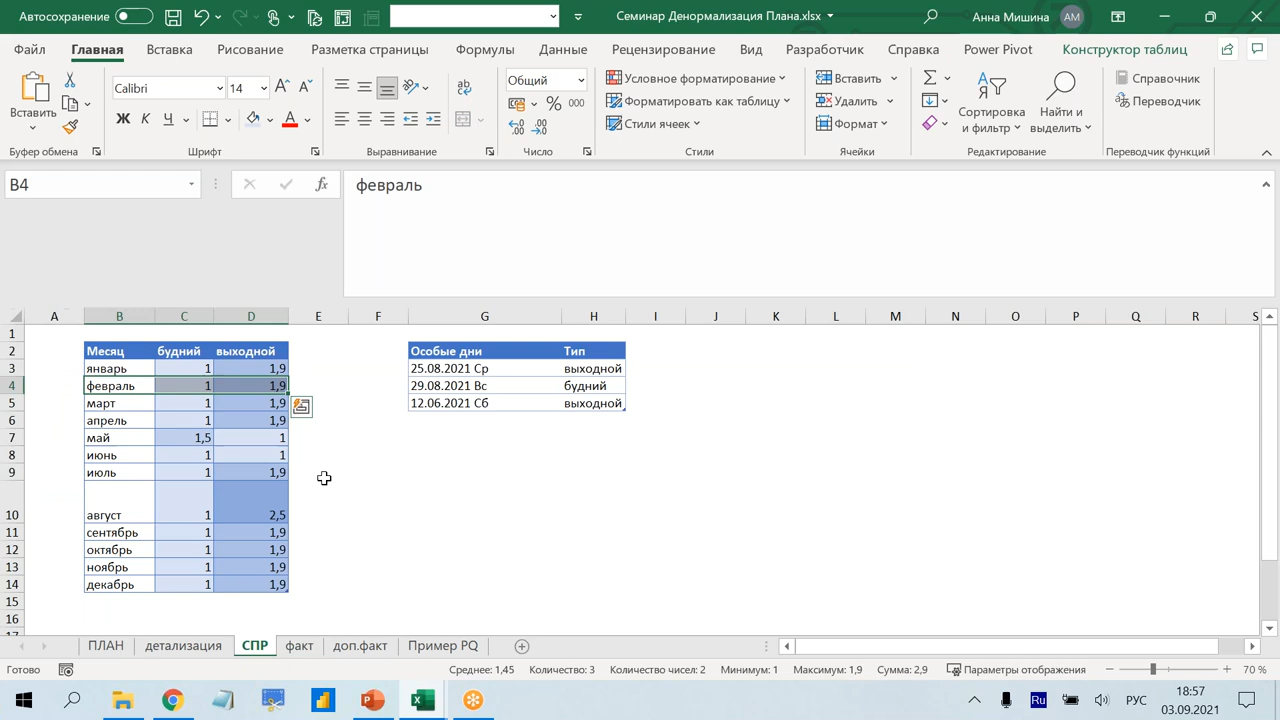 Автосохранение Семинар Денормализация Плана.xlsx Анна Мишина АМ
Файл Главная Вставка Рисование Разметка страницы Формулы Данные Рецензирование Вид Разработчик Справка Power Pivot Конструктор таблиц
Вставить
Calibri 14
Ж К Ч А
Общий
% 000
Условное форматирование
Форматировать как таблицу
Стили ячеек
Вставить
Удалить
Формат
Сортировка
и фильтр
Найти и
выделить
Справочник
Переводчик
Буфер обмена Шрифт Выравнивание Число Стили Ячейки Редактирование Переводчик функций
B4 fx февраль
A B C D E F G H I J K L M N O P Q R S
1
2 Месяц будний выходной Особые дни Тип
3 январь 1 1,9 25.08.2021 Ср выходной
4 февраль 1 1,9 29.08.2021 Вс будний
5 март 1 1,9 12.06.2021 Сб выходной
6 апрель 1 1,9
7 май 1,5 1
8 июнь 1 1
9 июль 1 1,9
10 август 1 2,5
11 сентябрь 1 1,9
12 октябрь 1 1,9
13 ноябрь 1 1,9
14 декабрь 1 1,9
15
16
17
ПЛАН детализация СПР факт доп.факт Пример PQ
Готово Среднее: 1,45 Количество: 3 Количество чисел: 2 Минимум: 1 Максимум: 1,9 Сумма: 2,9 Параметры отображения 70 %
Ru РУС 18:57
03.09.2021